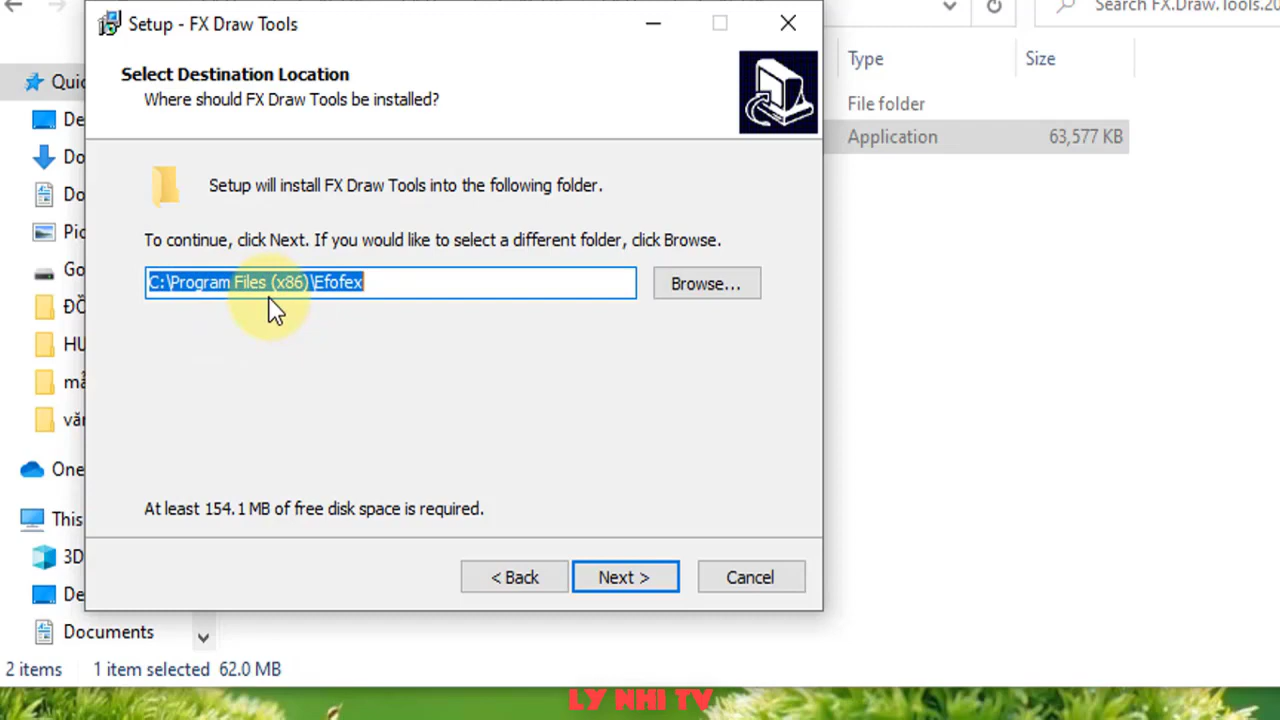 Setup - FX Draw Tools
Search FX.Draw.Tools.20
Select Destination Location
Where should FX Draw Tools be installed?
Type
Size
File folder
Application
63,577 KB
Setup will install FX Draw Tools into the following folder.
To continue, click Next. If you would like to select a different folder, click Browse.
C:\Program Files (x86)\Efofex
Browse...
At least 154.1 MB of free disk space is required.
< Back
Next >
Cancel
Quic
De
Do
Do
Pic
Go
ĐỒ
HU
mẫ
văn
One
This
3D
De
Documents
2 items
1 item selected
62.0 MB
LY NHI TV